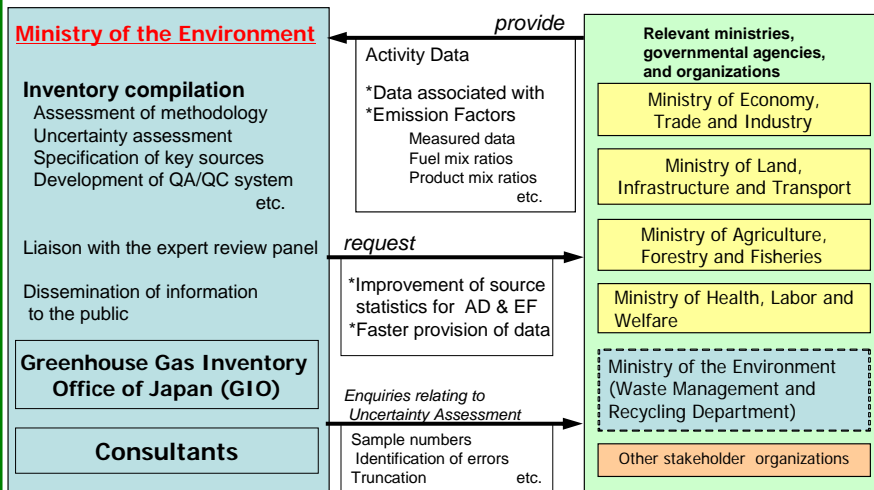 Ministry of the Environment
Inventory compilation
Assessment of methodology
Uncertainty assessment
Specification of key sources
Development of QA/QC system
etc.
Liaison with the expert review panel
Dissemination of information
to the public
Greenhouse Gas Inventory
Office of Japan (GIO)
Consultants
provide
Activity Data
*Data associated with
*Emission Factors
Measured data
Fuel mix ratios
Product mix ratios
etc.
request
*Improvement of source
statistics for AD & EF
*Faster provision of data
Enquiries relating to
Uncertainty Assessment
Sample numbers
Identification of errors
Truncation etc.
Relevant ministries,
governmental agencies,
and organizations
Ministry of Economy,
Trade and Industry
Ministry of Land,
Infrastructure and Transport
Ministry of Agriculture,
Forestry and Fisheries
Ministry of Health, Labor and
Welfare
Ministry of the Environment
(Waste Management and
Recycling Department)
Other stakeholder organizations